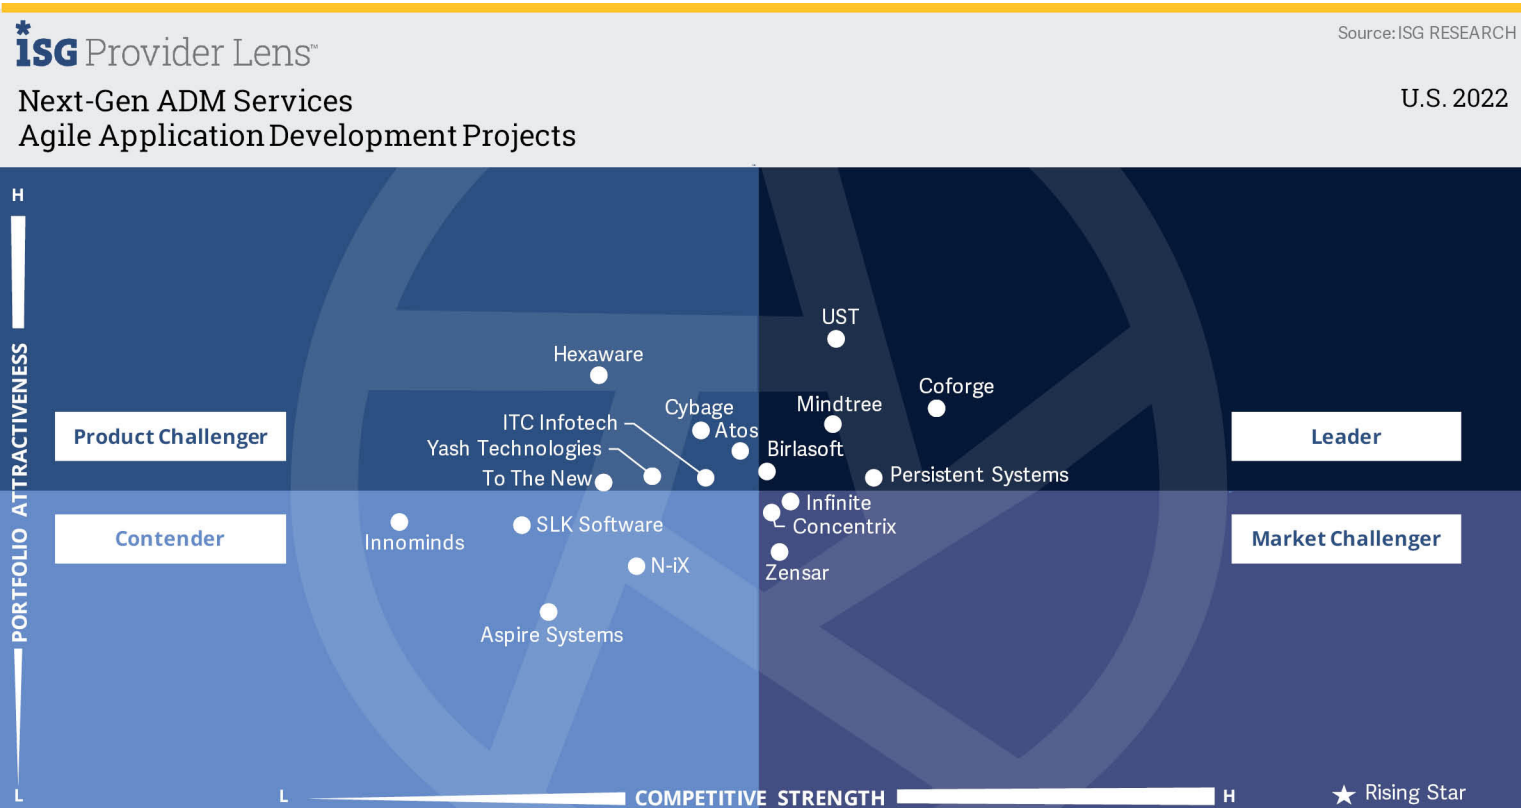 *
ISG Provider Lens™
Source: ISG RESEARCH
Next-Gen ADM Services
Agile Application Development Projects
U.S. 2022
H
PORTFOLIO ATTRACTIVENESS
L
Product Challenger
Leader
Contender
Market Challenger
UST
Hexaware
Coforge
Mindtree
Cybage
ITC Infotech
Atos
Yash Technologies
Birlasoft
To The New
Persistent Systems
Infinite
Concentrix
SLK Software
Innominds
N-iX
Zensar
Aspire Systems
L
COMPETITIVE STRENGTH
H
★ Rising Star